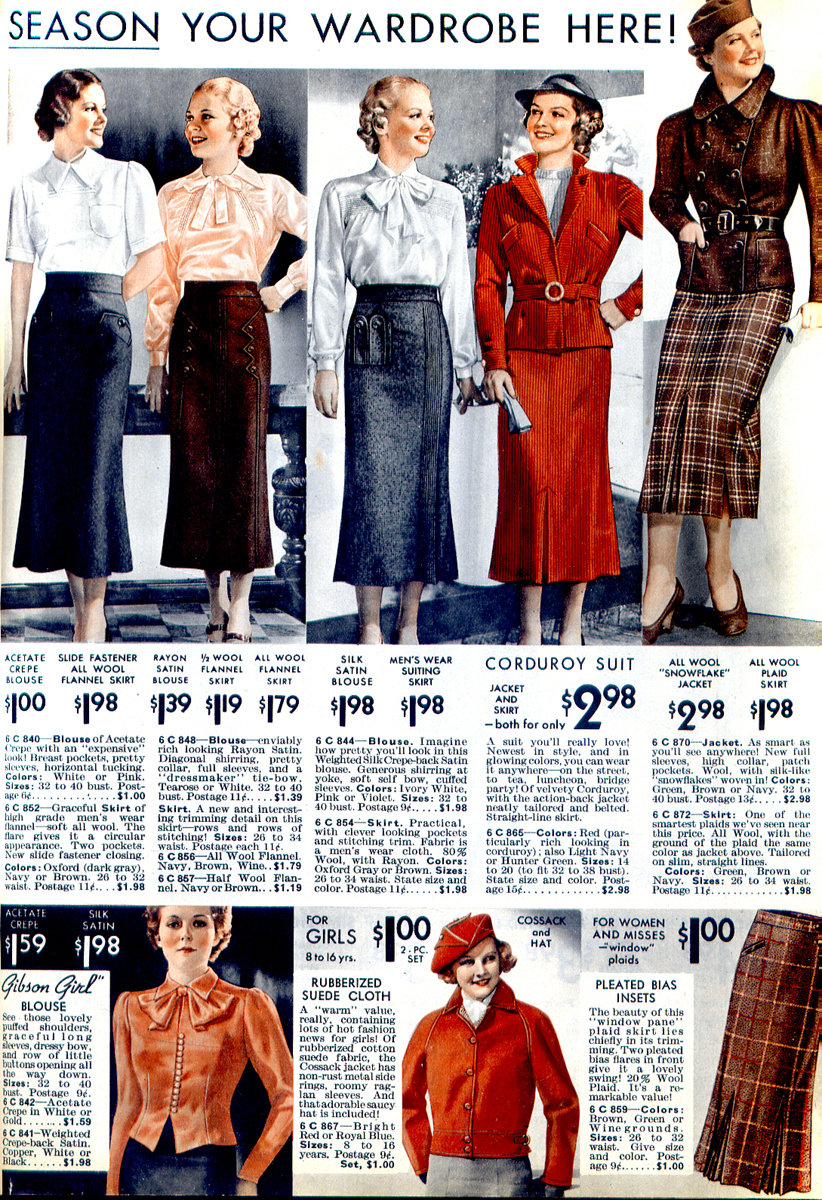 SEASON YOUR WARDROBE HERE!
ACETATE
CREPE
BLOUSE
$1.00
SLIDE FASTENER
ALL WOOL
FLANNEL SKIRT
$1.98
6 C 840—Blouse of Acetate
Crepe with an "expensive"
look! Breast pockets, pretty
sleeves, horizontal tucking.
Colors: White or Pink.
Sizes: 32 to 40 bust. Post-
age 6¢............$1.00
6 C 852—Graceful Skirt of
high grade men's wear
flannel—soft all wool. The
flare gives it a circular
appearance. Two pockets.
New slide fastener closing.
Colors: Oxford (dark gray),
Navy or Brown. 26 to 32
waist. Postage 11¢....$1.98
RAYON
SATIN
BLOUSE
$1.39
½ WOOL
FLANNEL
SKIRT
$1.19
ALL WOOL
FLANNEL
SKIRT
$1.79
6 C 848—Blouse—enviably
rich looking Rayon Satin.
Diagonal shirring, pretty
collar, full sleeves, and a
"dressmaker" tie-bow.
Tearose or White. 32 to 40
bust. Postage 11¢....$1.39
Skirt. A new and interest-
ing trimming detail on this
skirt—rows and rows of
stitching! Sizes: 26 to 34
waist. Postage each 11¢.
6 C 856—All Wool Flannel.
Navy, Brown, Wine..$1.79
6 C 857—Half Wool Flan-
nel. Navy or Brown..$1.19
SILK
SATIN
BLOUSE
$1.98
MEN'S WEAR
SUITING
SKIRT
$1.98
6 C 844—Blouse. Imagine
how pretty you'll look in this
Weighted Silk Crepe-back Satin
blouse. Generous shirring at
yoke, soft self bow, cuffed
sleeves. Colors: Ivory White,
Pink or Violet. Sizes: 32 to
40 bust. Postage 9¢....$1.98
6 C 854—Skirt. Practical,
with clever looking pockets
and stitching trim. Fabric is
a men's wear cloth. 80%
Wool, with Rayon. Colors:
Oxford Gray or Brown. Sizes:
26 to 34 waist. State size and
color. Postage 11¢....$1.98
CORDUROY SUIT
JACKET
AND
SKIRT
—both for only
$2.98
A suit you'll really love!
Newest in style, and in
glowing colors, you can wear
it anywhere—on the street,
to tea, luncheon, bridge
party! Of velvety Corduroy,
with the action-back jacket
neatly tailored and belted.
Straight-line skirt.
6 C 865—Colors: Red (par-
ticularly rich looking in
corduroy); also Light Navy
or Hunter Green. Sizes: 14
to 20 (to fit 32 to 38 bust).
State size and color. Post-
age 15¢............$2.98
ALL WOOL
"SNOWFLAKE"
JACKET
$2.98
ALL WOOL
PLAID
SKIRT
$1.98
6 C 870—Jacket. As smart as
you'll see anywhere! New full
sleeves, high collar, patch
pockets. Wool, with silk-like
"snowflakes" woven in! Colors:
Green, Brown or Navy. 32 to
40 bust. Postage 13¢....$2.98
6 C 872—Skirt: One of the
smartest plaids we've seen near
this price. All Wool, with the
ground of the plaid the same
color as jacket above. Tailored
on slim, straight lines.
Colors: Green, Brown or
Navy. Sizes: 26 to 34 waist.
Postage 11¢............$1.98
ACETATE
CREPE
$1.59
SILK
SATIN
$1.98
Gibson Girl"
BLOUSE
See those lovely
puffed shoulders,
graceful long
sleeves, dressy bow,
and row of little
buttons opening all
the way down.
Sizes: 32 to 40
bust. Postage 9¢.
6 C 842—Acetate
Crepe in White or
Gold.......$1.59
6 C 841—Weighted
Crepe-back Satin.
Copper, White or
Black......$1.98
FOR
GIRLS
8 to 16 yrs.
$1.00
2-PC.
SET
COSSACK
and
HAT
RUBBERIZED
SUEDE CLOTH
A "warm" value,
really, containing
lots of hot fashion
news for girls! Of
rubberized cotton
suede fabric, the
Cossack jacket has
non-rust metal side
rings, roomy rag-
lan sleeves. And
that adorable saucy
hat is included!
6 C 867—Bright
Red or Royal Blue.
Sizes: 8 to 16
years. Postage 9¢.
Set, $1.00
FOR WOMEN
AND MISSES
—"window"
plaids
$1.00
PLEATED BIAS
INSETS
The beauty of this
"window pane"
plaid skirt lies
chiefly in its trim-
ming. Two pleated
bias flares in front
give it a lovely
swing! 20% Wool
Plaid. It's a re-
markable value!
6 C 859—Colors:
Brown, Green or
Wine grounds.
Sizes: 26 to 32
waist. Give size
and color. Post-
age 9¢......$1.00